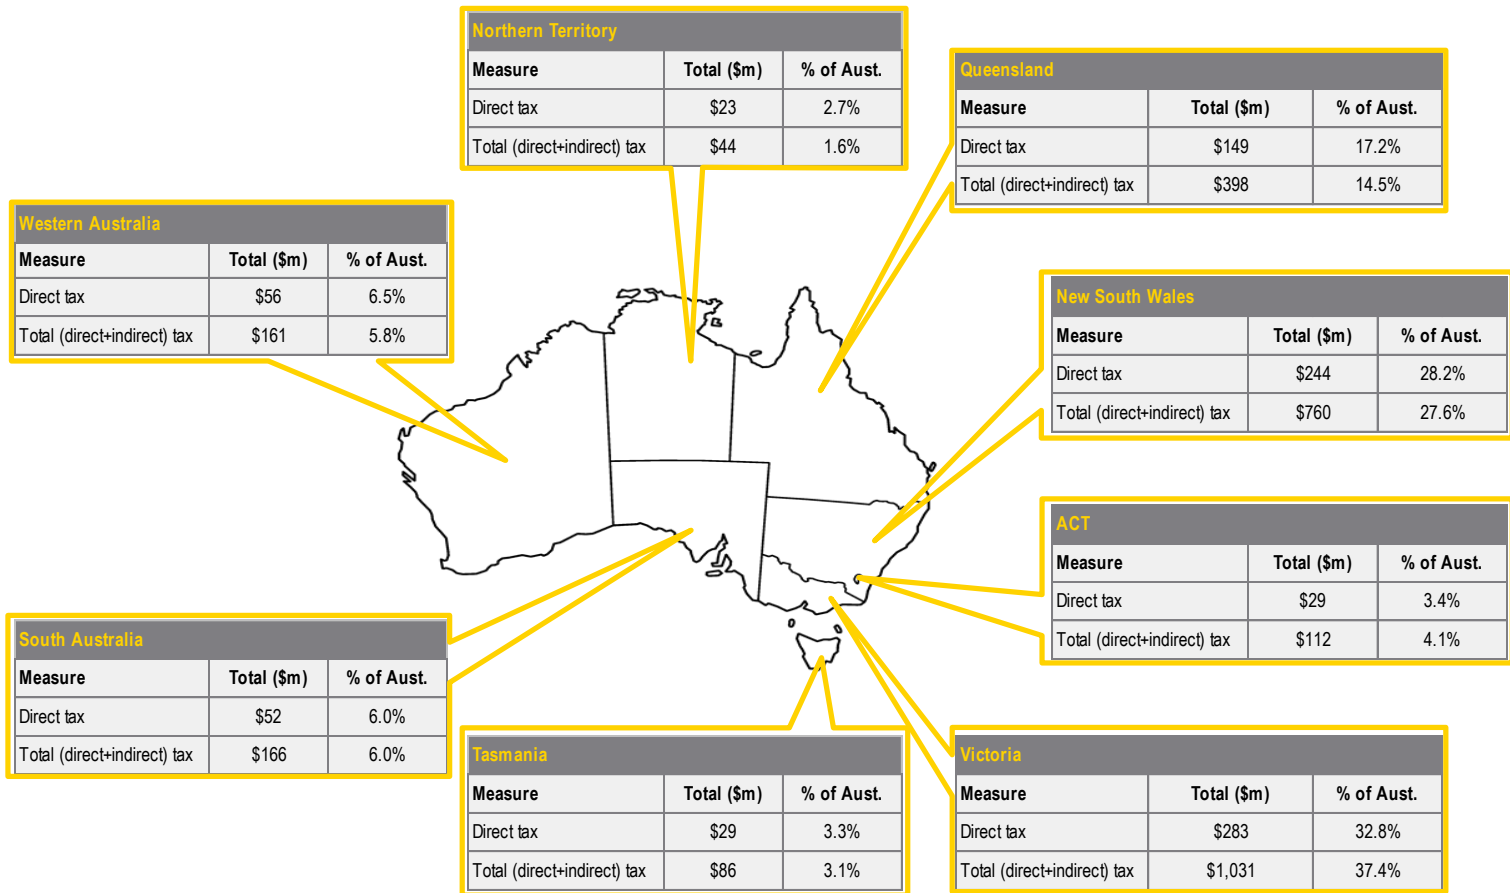 Northern Territory
Measure Total ($m) % of Aust.
Direct tax $23 2.7%
Total (direct+indirect) tax $44 1.6%
Queensland
Measure Total ($m) % of Aust.
Direct tax $149 17.2%
Total (direct+indirect) tax $398 14.5%
Western Australia
Measure Total ($m) % of Aust.
Direct tax $56 6.5%
Total (direct+indirect) tax $161 5.8%
New South Wales
Measure Total ($m) % of Aust.
Direct tax $244 28.2%
Total (direct+indirect) tax $760 27.6%
ACT
Measure Total ($m) % of Aust.
Direct tax $29 3.4%
Total (direct+indirect) tax $112 4.1%
South Australia
Measure Total ($m) % of Aust.
Direct tax $52 6.0%
Total (direct+indirect) tax $166 6.0%
Tasmania
Measure Total ($m) % of Aust.
Direct tax $29 3.3%
Total (direct+indirect) tax $86 3.1%
Victoria
Measure Total ($m) % of Aust.
Direct tax $283 32.8%
Total (direct+indirect) tax $1,031 37.4%